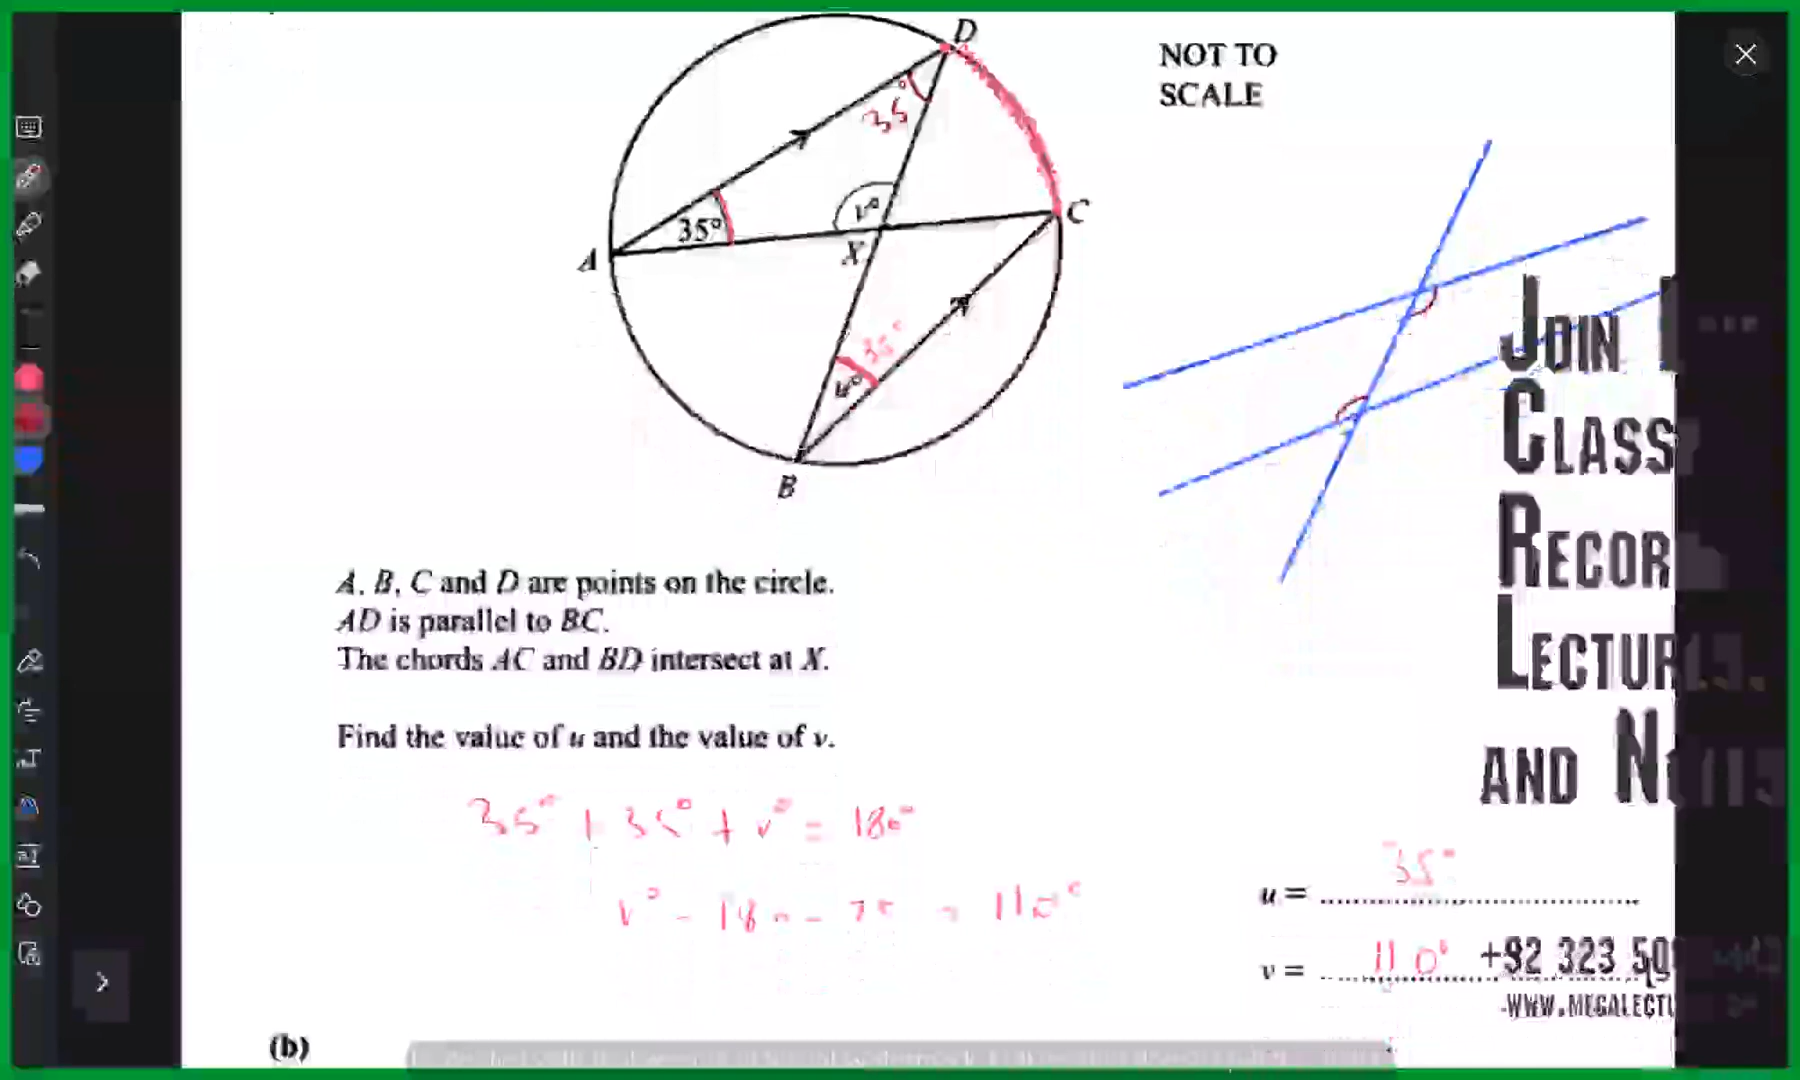 D
NOT TO
SCALE
35°
v°
C
35°
A
X
35°
u°
B
JOIN
CLASS
RECOR
LECTUR
AND
A, B, C and D are points on the circle.
AD is parallel to BC.
The chords AC and BD intersect at X.
Find the value of u and the value of v.
35° + 35° + v° = 180°
v° = 180 - 75 = 110°
u = 35°
v = 110°
+92 323 50
WWW.MEGALECTU
(b)